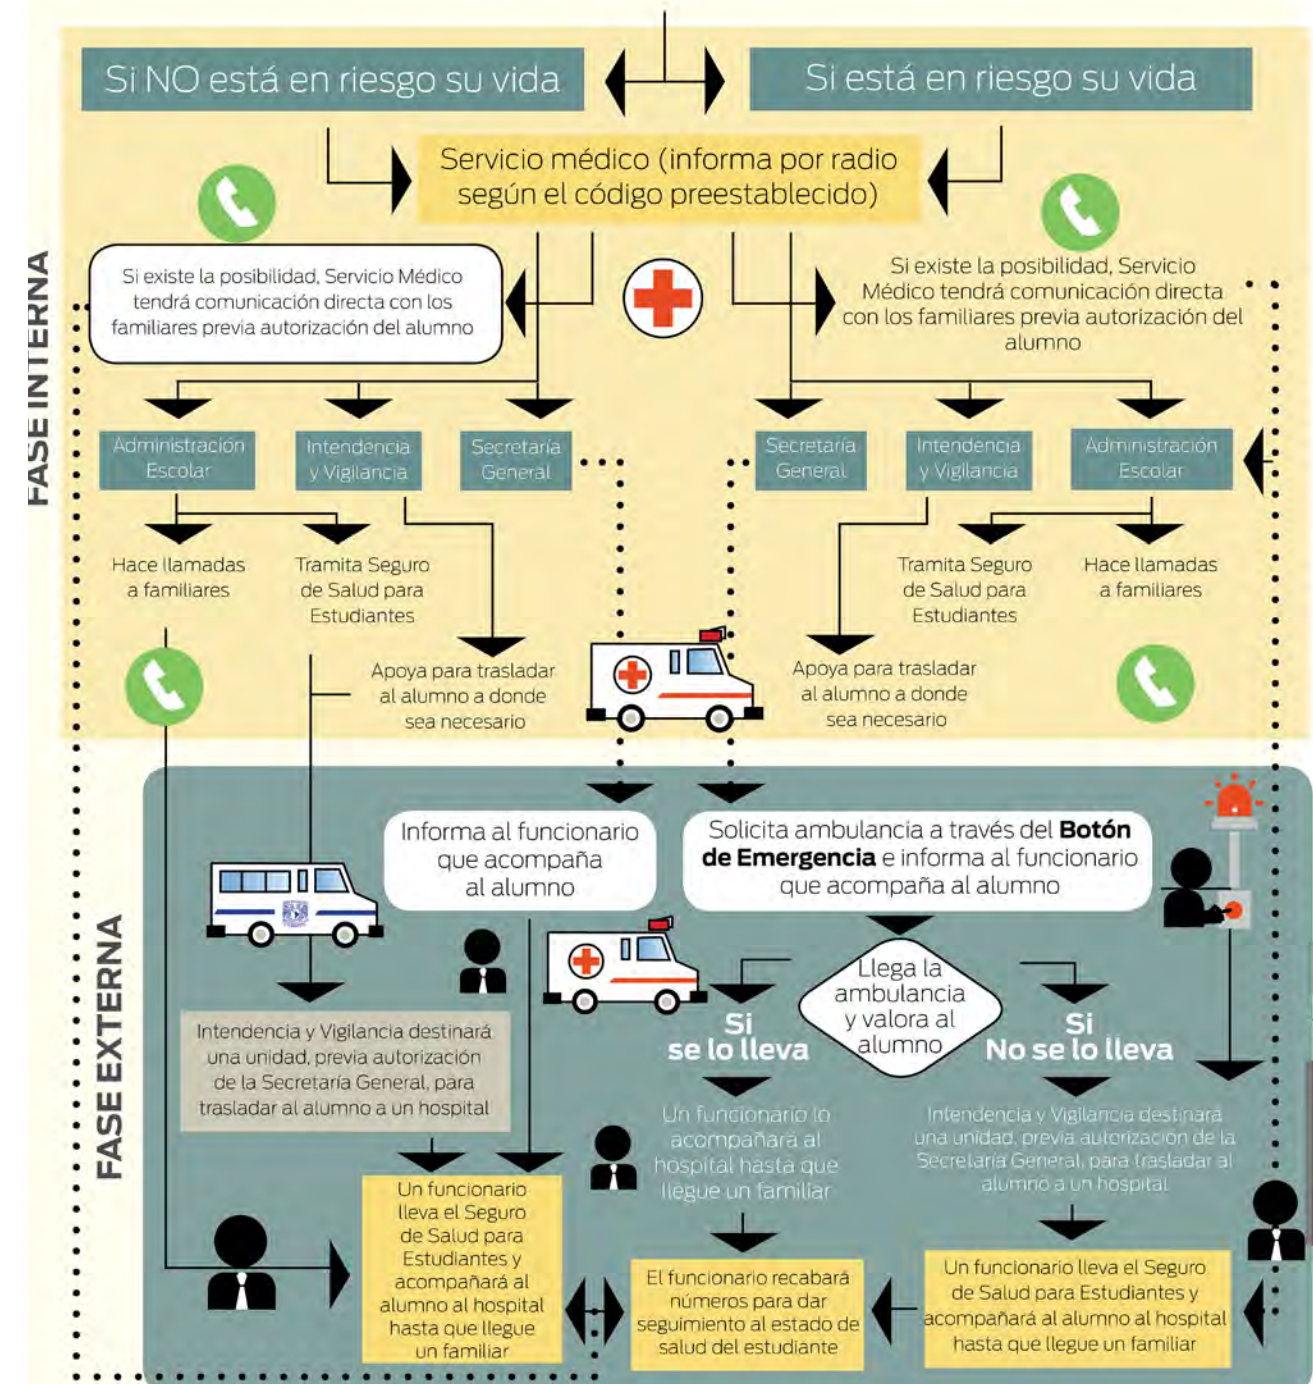 Si NO está en riesgo su vida
Si está en riesgo su vida
Servicio médico (informa por radio
según el código preestablecido)
FASE INTERNA
Si existe la posibilidad, Servicio Médico
tendrá comunicación directa con los
familiares previa autorización del alumno
Si existe la posibilidad, Servicio
Médico tendrá comunicación directa
con los familiares previa autorización del
alumno
Administración
Escolar
Intendencia
y Vigilancia
Secretaría
General
Secretaría
General
Intendencia
y Vigilancia
Administración
Escolar
Hace llamadas
a familiares
Tramita Seguro
de Salud para
Estudiantes
Tramita Seguro
de Salud para
Estudiantes
Hace llamadas
a familiares
Apoya para trasladar
al alumno a donde
sea necesario
Apoya para trasladar
al alumno a donde
sea necesario
FASE EXTERNA
Informa al funcionario
que acompaña
al alumno
Solicita ambulancia a través del Botón
de Emergencia e informa al funcionario
que acompaña al alumno
Llega la
ambulancia
y valora al
alumno
Si
se lo lleva
Si
No se lo lleva
Intendencia y Vigilancia destinará
una unidad, previa autorización
de la Secretaría General, para
trasladar al alumno a un hospital
Un funcionario lo
acompañará al
hospital hasta que
llegue un familiar
Intendencia y Vigilancia destinará
una unidad, previa autorización de la
Secretaría General, para trasladar al
alumno a un hospital
Un funcionario
lleva el Seguro
de Salud para
Estudiantes y
acompañará al
alumno al hospital
hasta que llegue
un familiar
El funcionario recabará
números para dar
seguimiento al estado de
salud del estudiante
Un funcionario lleva el Seguro
de Salud para Estudiantes y
acompañará al alumno al hospital
hasta que llegue un familiar